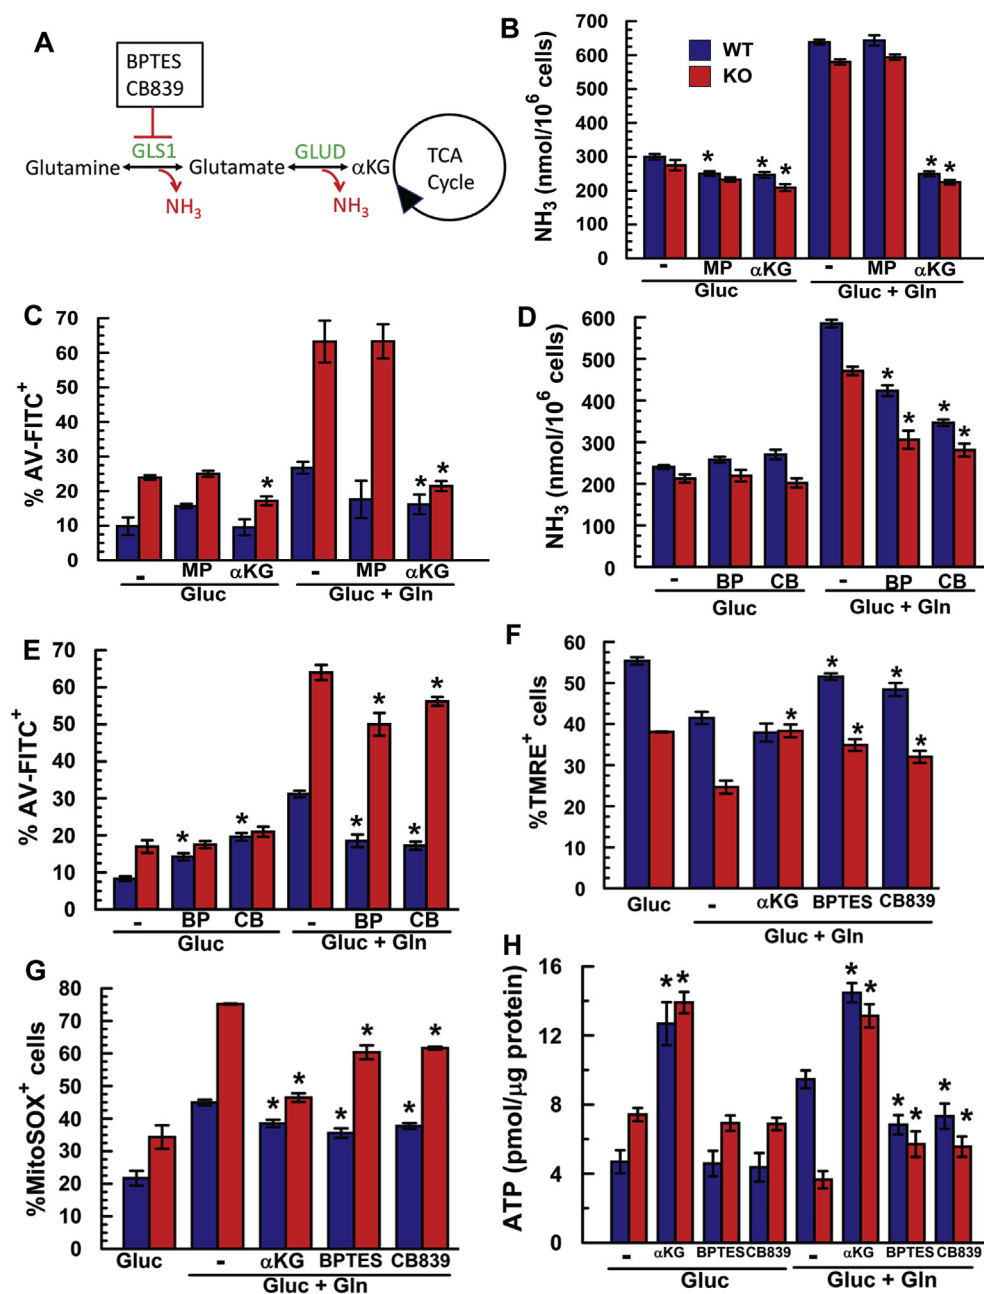 A
BPTES
CB839
GLS1
GLUD
Glutamine
Glutamate
αKG
TCA
Cycle
NH3
NH3
B
WT
KO
NH3 (nmol/10^6 cells)
700
600
500
400
300
200
100
0
* * *
* *
- MP αKG - MP αKG
Gluc Gluc + Gln
C
% AV-FITC+
70
60
50
40
30
20
10
0
* * *
- MP αKG - MP αKG
Gluc Gluc + Gln
D
NH3 (nmol/10^6 cells)
600
500
400
300
200
100
0
* * * *
- BP CB - BP CB
Gluc Gluc + Gln
E
% AV-FITC+
70
60
50
40
30
20
10
0
* * * * * *
- BP CB - BP CB
Gluc Gluc + Gln
F
%TMRE+ cells
60
50
40
30
20
10
0
* * * * *
Gluc - αKG BPTES CB839
Gluc + Gln
G
%MitoSOX+ cells
80
70
60
50
40
30
20
10
0
* * * * * *
Gluc - αKG BPTES CB839
Gluc + Gln
H
ATP (pmol/μg protein)
16
12
8
4
0
* * * * * * * *
- αKG BPTES CB839 - αKG BPTES CB839
Gluc Gluc + Gln